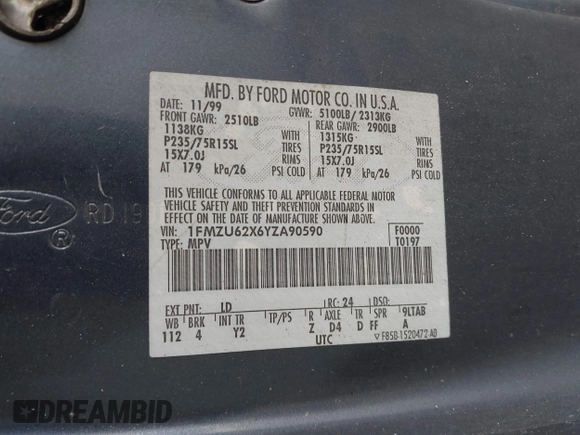 MFD. BY FORD MOTOR CO. IN U.S.A.
DATE: 11/99 GVWR: 5100LB/ 2313KG
FRONT GAWR: 2510LB REAR GAWR: 2900LB
1138KG WITH 1315KG WITH
P235/75R15SL TIRES P235/75R15SL TIRES
15X7.0J RIMS 15X7.0J RIMS
AT 179 kPa/26 PSI COLD AT 179 kPa/26 PSI COLD
THIS VEHICLE CONFORMS TO ALL APPLICABLE FEDERAL MOTOR
VEHICLE SAFETY AND THEFT PREVENTION STANDARDS IN
EFFECT ON THE DATE OF MANUFACTURE SHOWN ABOVE.
VIN: 1FMZU62X6YZA90590 F0000
TYPE: MPV T0197
EXT PNT: LD RC: 24 DSO:
WB BRK INT TR TP/PS R AXLE TR SPR 9LTAB
112 4 Y2 Z D4 D FF A
UTC ▽ F85B-1520472-AB
Ford ®
RD 19
DREAMBID